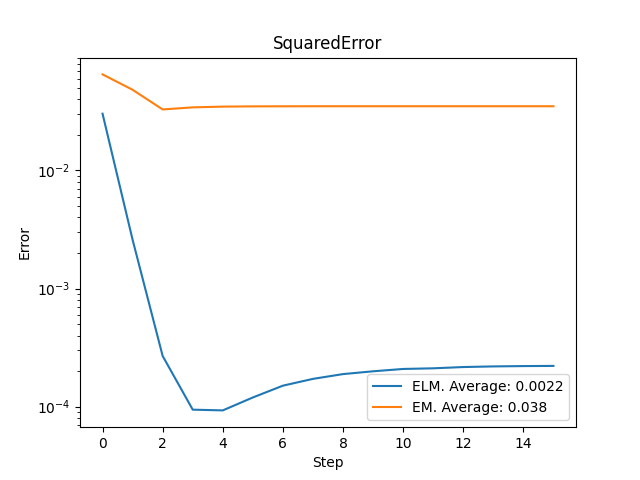 SquaredError
Error
10⁻²
10⁻³
10⁻⁴
0 2 4 6 8 10 12 14
Step
ELM. Average: 0.0022
EM. Average: 0.038